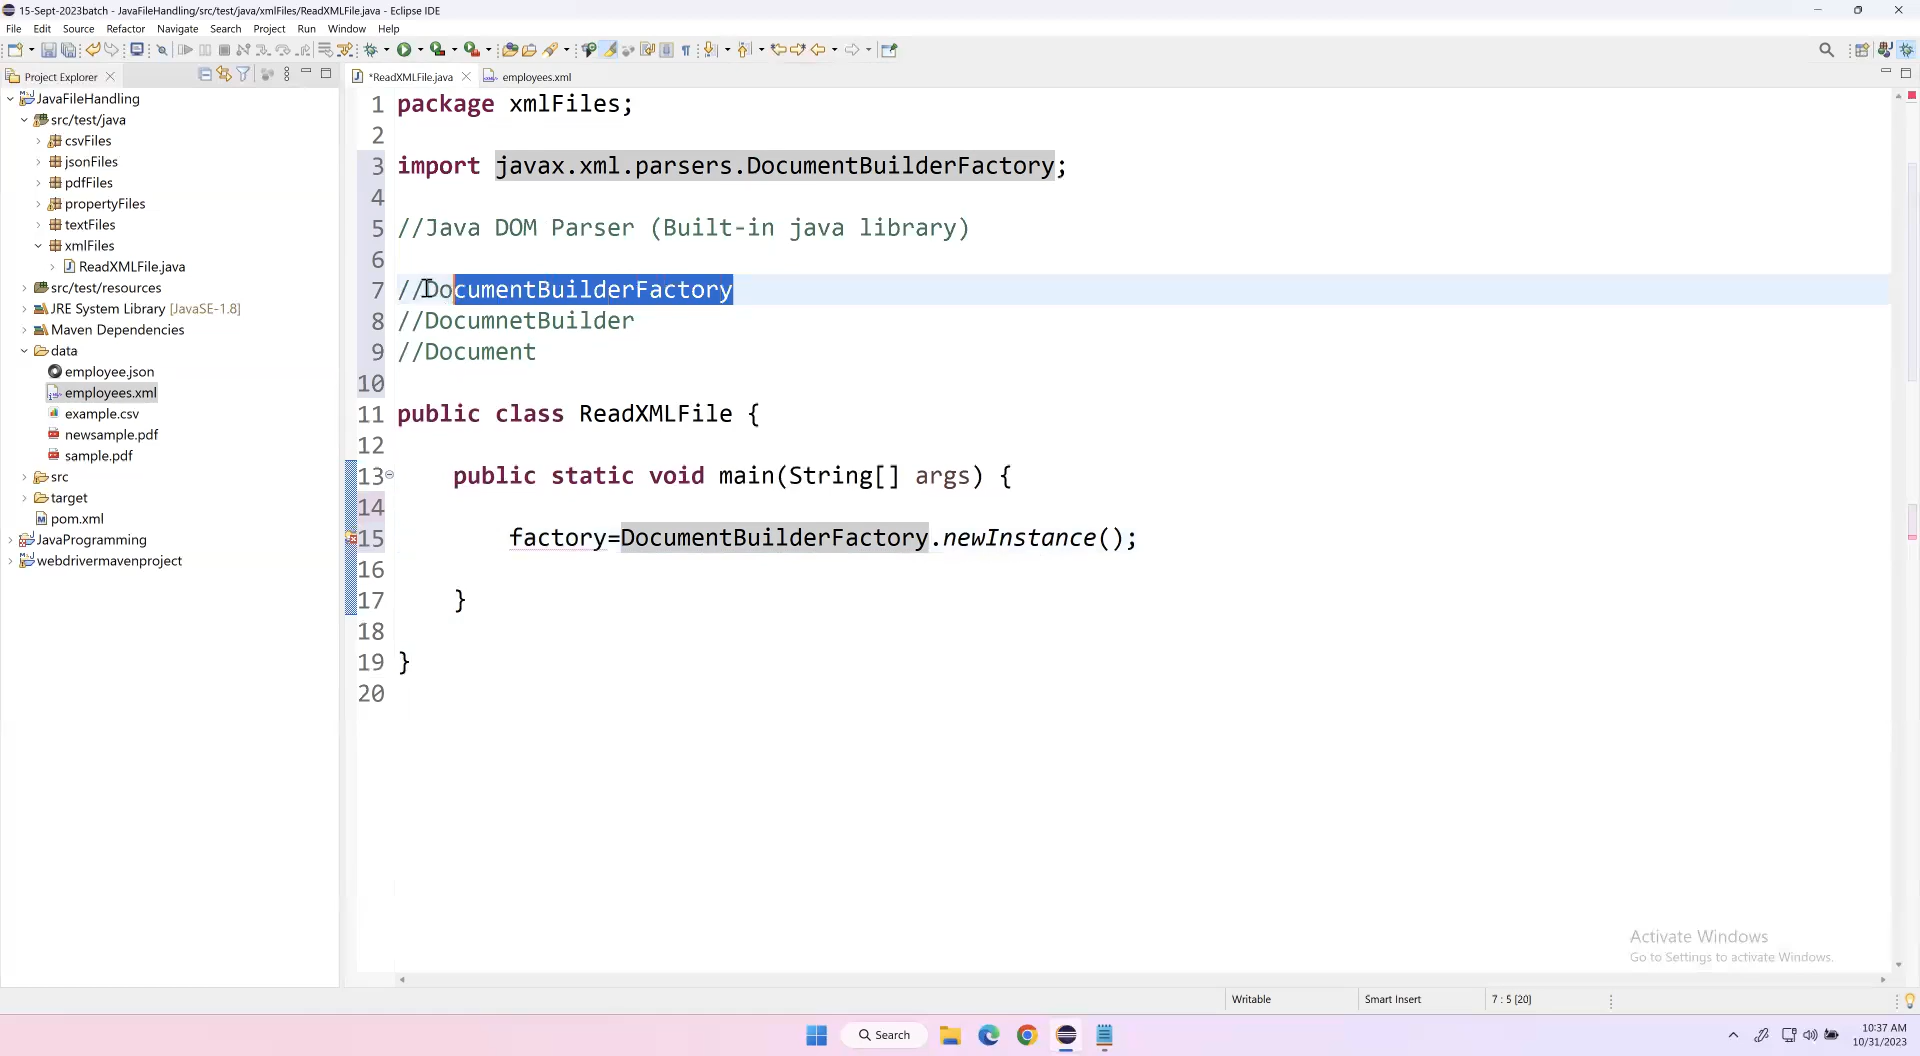 15-Sept-2023batch - JavaFileHandling/src/test/java/xmlFiles/ReadXMLFile.java - Eclipse IDE
File Edit Source Refactor Navigate Search Project Run Window Help
Project Explorer
*ReadXMLFile.java
employees.xml
JavaFileHandling
src/test/java
csvFiles
jsonFiles
pdfFiles
propertyFiles
textFiles
xmlFiles
ReadXMLFile.java
src/test/resources
JRE System Library [JavaSE-1.8]
Maven Dependencies
data
employee.json
employees.xml
example.csv
newsample.pdf
sample.pdf
src
target
pom.xml
JavaProgramming
webdrivermavenproject
1 package xmlFiles;
2
3 import javax.xml.parsers.DocumentBuilderFactory;
4
5 //Java DOM Parser (Built-in java library)
6
7 //DocumentBuilderFactory
8 //DocumnetBuilder
9 //Document
10
11 public class ReadXMLFile {
12
13 public static void main(String[] args) {
14
15 factory=DocumentBuilderFactory.newInstance();
16
17 }
18
19 }
20
Activate Windows
Go to Settings to activate Windows.
Writable
Smart Insert
7 : 5 [20]
Search
10:37 AM
10/31/2023